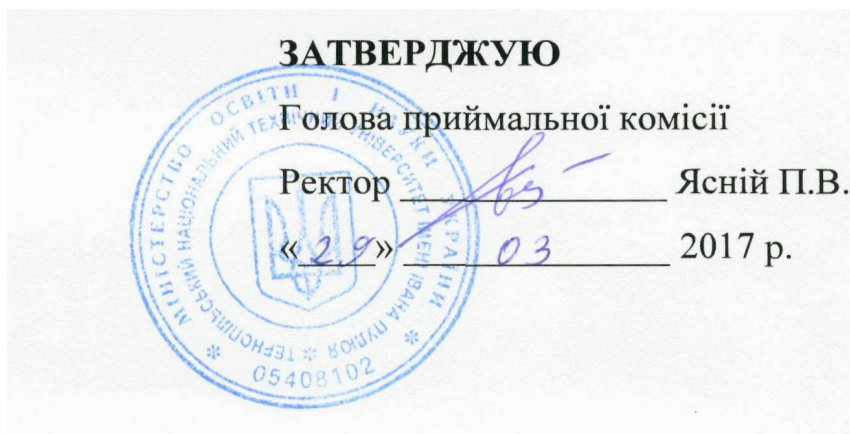 ЗАТВЕРДЖУЮ
Голова приймальної комісії
Ректор ______________ Ясній П.В.
« 29 » 03 2017 р.
МІНІСТЕРСТВО ОСВІТИ І НАУКИ УКРАЇНИ
ТЕРНОПІЛЬСЬКИЙ НАЦІОНАЛЬНИЙ ТЕХНІЧНИЙ УНІВЕРСИТЕТ ІМЕНІ ІВАНА ПУЛЮЯ
05408102